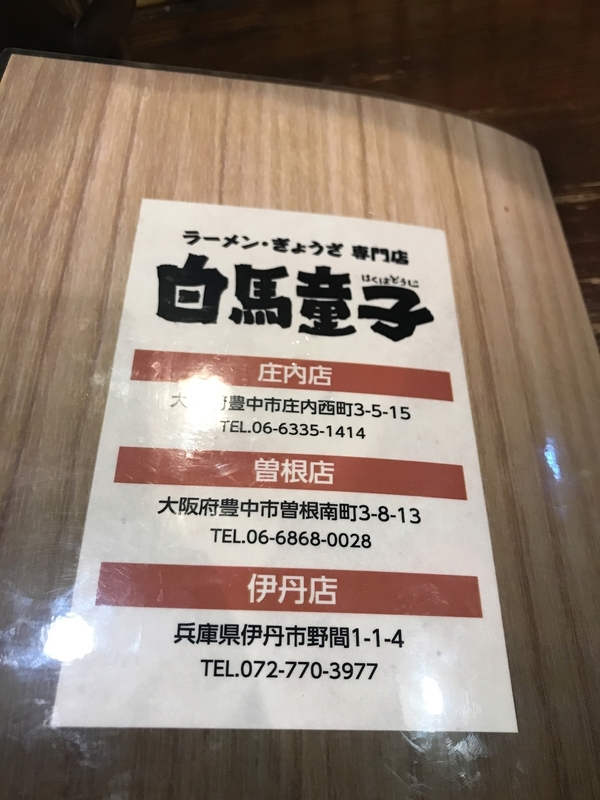 ラーメン・ぎょうざ 専門店
はくばどうじ
白馬童子
庄内店
大 府豊中市庄内西町3-5-15
TEL.06-6335-1414
曽根店
大阪府豊中市曽根南町3-8-13
TEL.06-6868-0028
伊丹店
兵庫県伊丹市野間1-1-4
TEL.072-770-3977